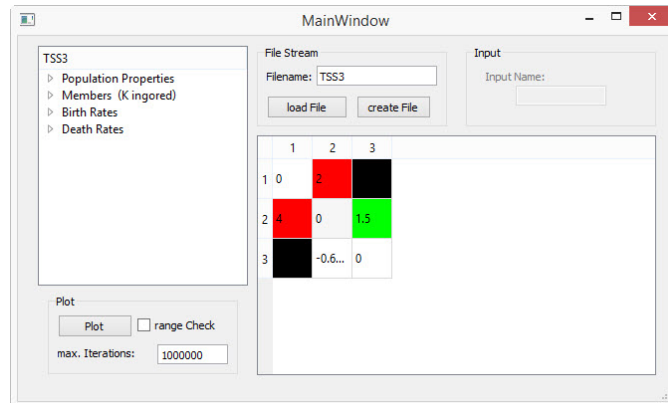 MainWindow
TSS3
Population Properties
Members (K ingored)
Birth Rates
Death Rates
File Stream
Filename: TSS3
load File create File
Input
Input Name:
1 2 3
1 0 2
2 4 0 1.5
3 -0.6... 0
Plot
Plot range Check
max. Iterations: 1000000